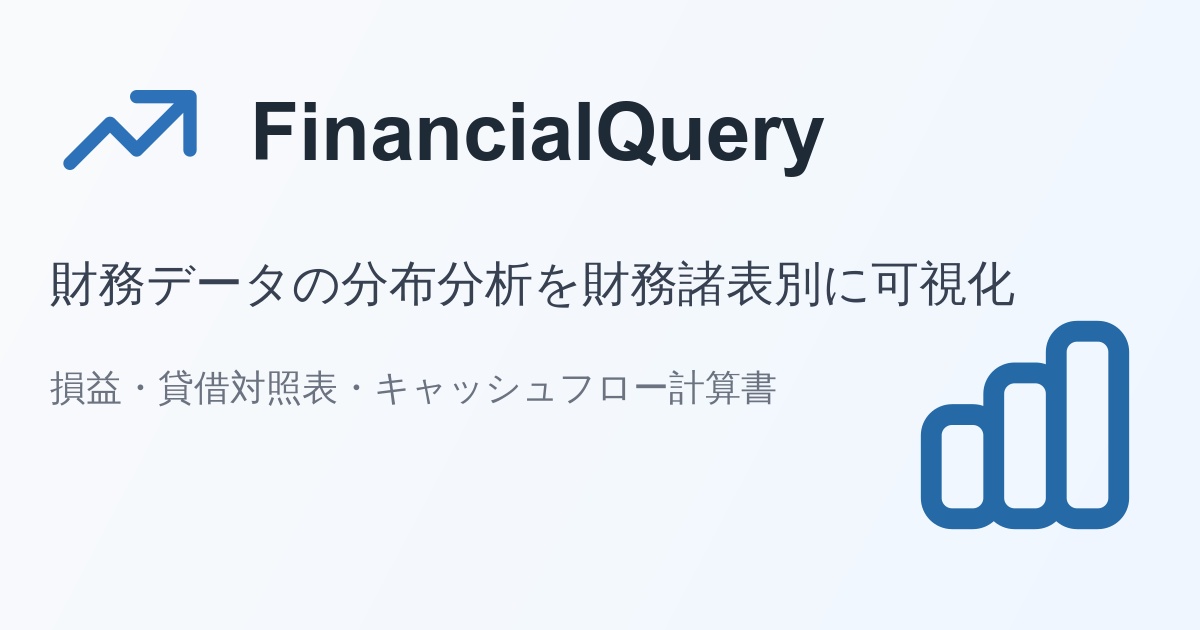 FinancialQuery
財務データの分布分析を財務諸表別に可視化
損益・貸借対照表・キャッシュフロー計算書